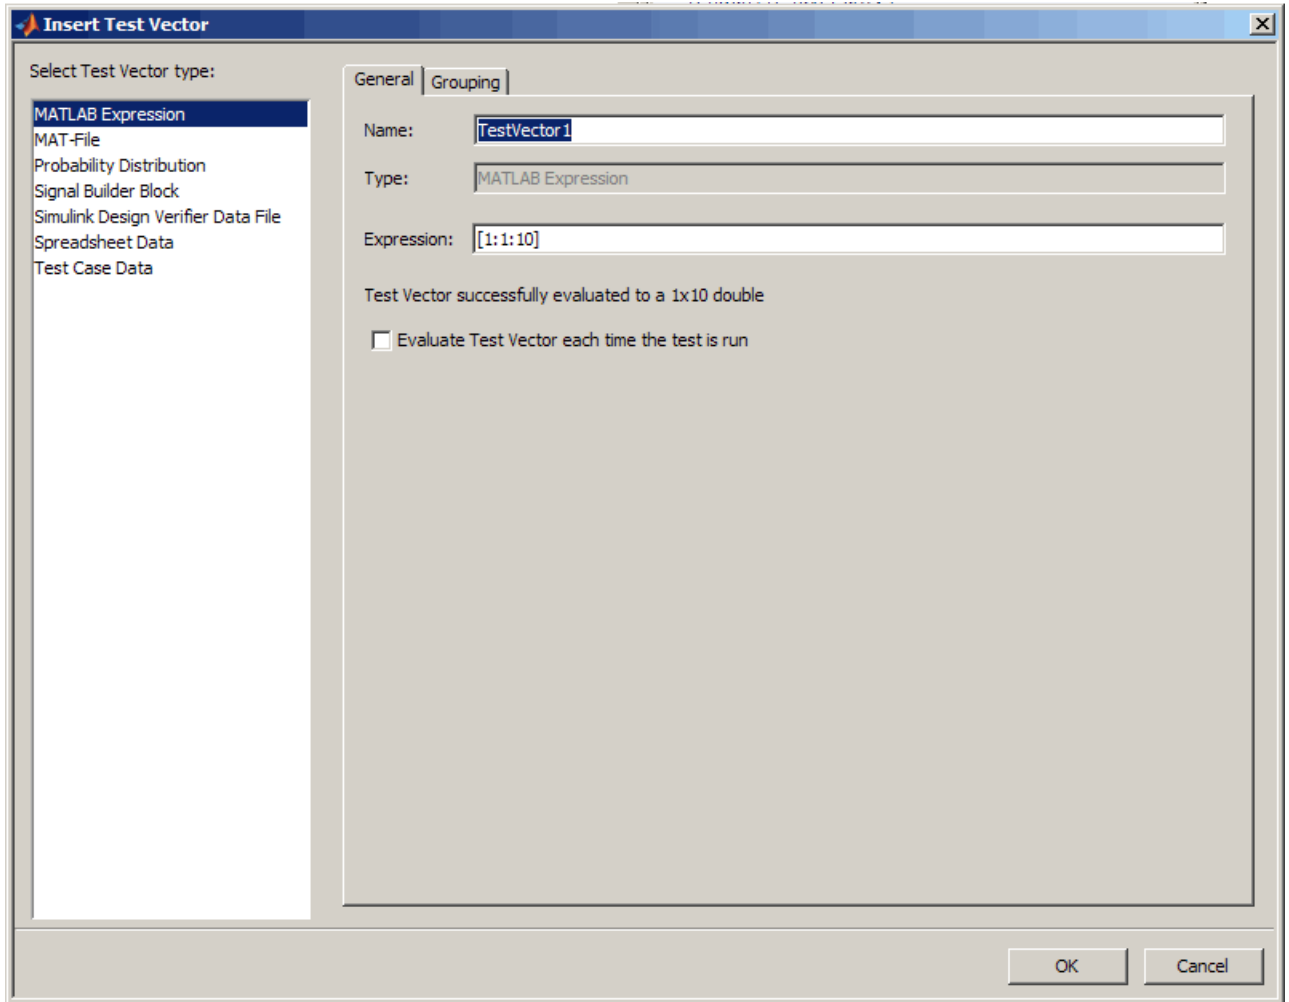 Insert Test Vector
Select Test Vector type:
MATLAB Expression
MAT-File
Probability Distribution
Signal Builder Block
Simulink Design Verifier Data File
Spreadsheet Data
Test Case Data
General Grouping
Name: TestVector1
Type: MATLAB Expression
Expression: [1:1:10]
Test Vector successfully evaluated to a 1x10 double
Evaluate Test Vector each time the test is run
OK Cancel